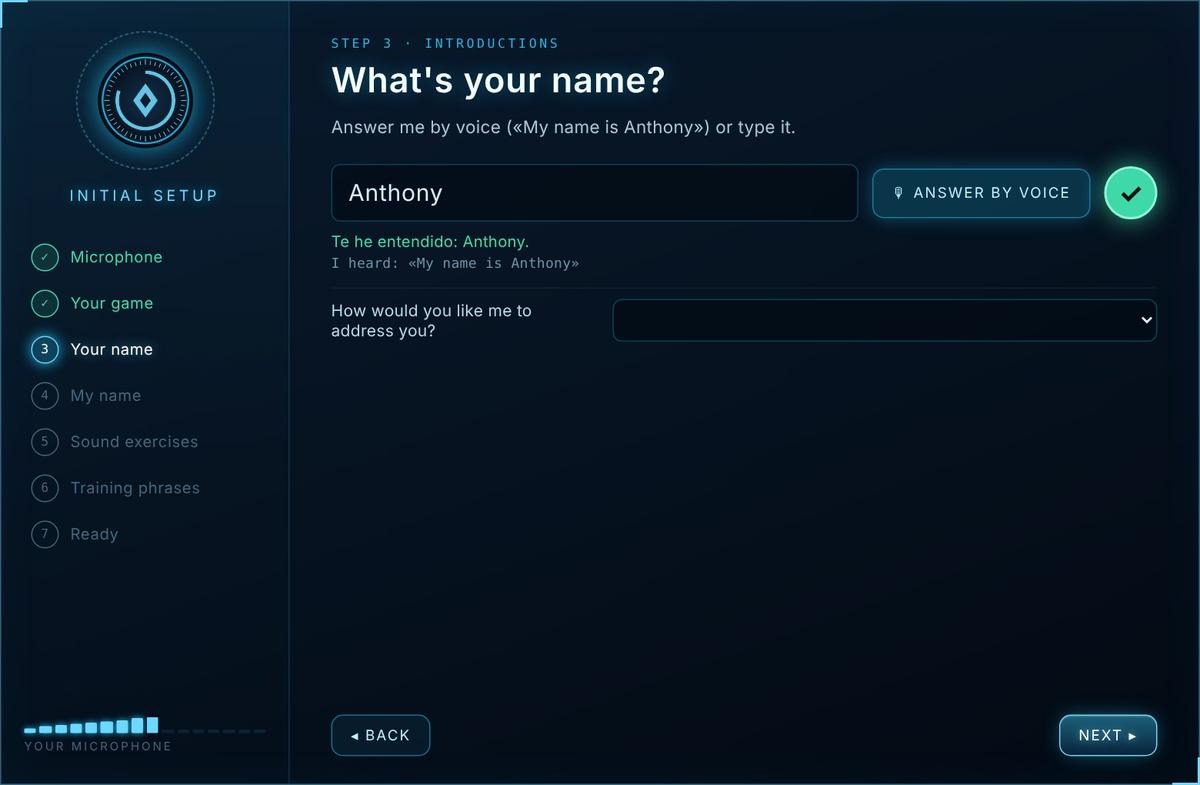 INITIAL SETUP
✓ Microphone
✓ Your game
3 Your name
4 My name
5 Sound exercises
6 Training phrases
7 Ready
YOUR MICROPHONE
STEP 3 · INTRODUCTIONS
What's your name?
Answer me by voice («My name is Anthony») or type it.
Anthony
🎙 ANSWER BY VOICE
✓
Te he entendido: Anthony.
I heard: «My name is Anthony»
How would you like me to
address you?
◂ BACK
NEXT ▸